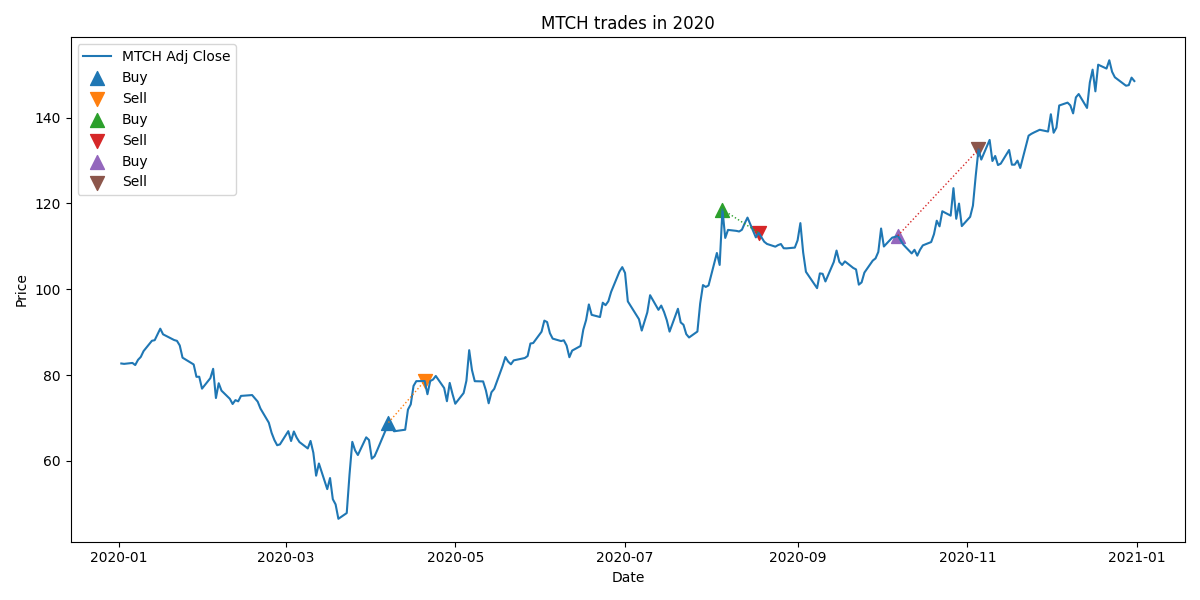 MTCH trades in 2020
MTCH Adj Close
Buy
Sell
Buy
Sell
Buy
Sell
Price
140
120
100
80
60
2020-01 2020-03 2020-05 2020-07 2020-09 2020-11 2021-01
Date